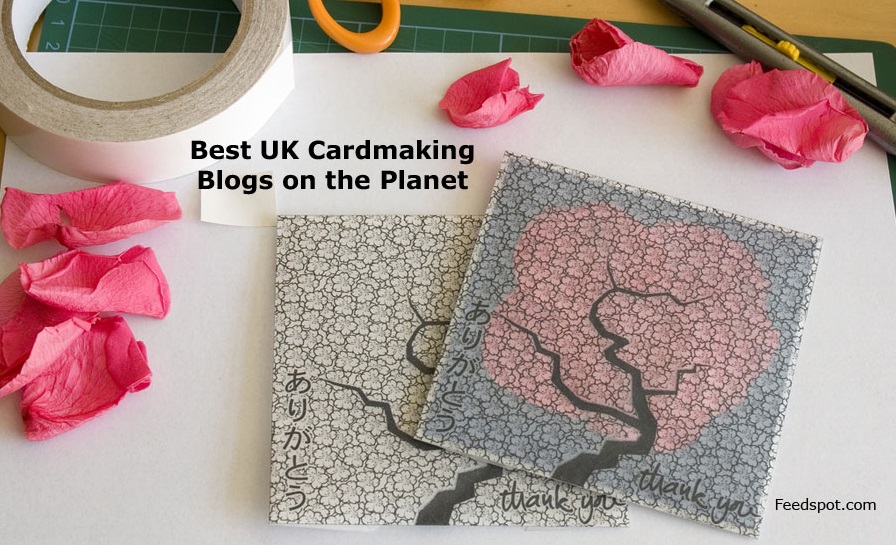 Best UK Cardmaking
Blogs on the Planet
ありがとう
ありがとう
thank you
thank you
Feedspot.com